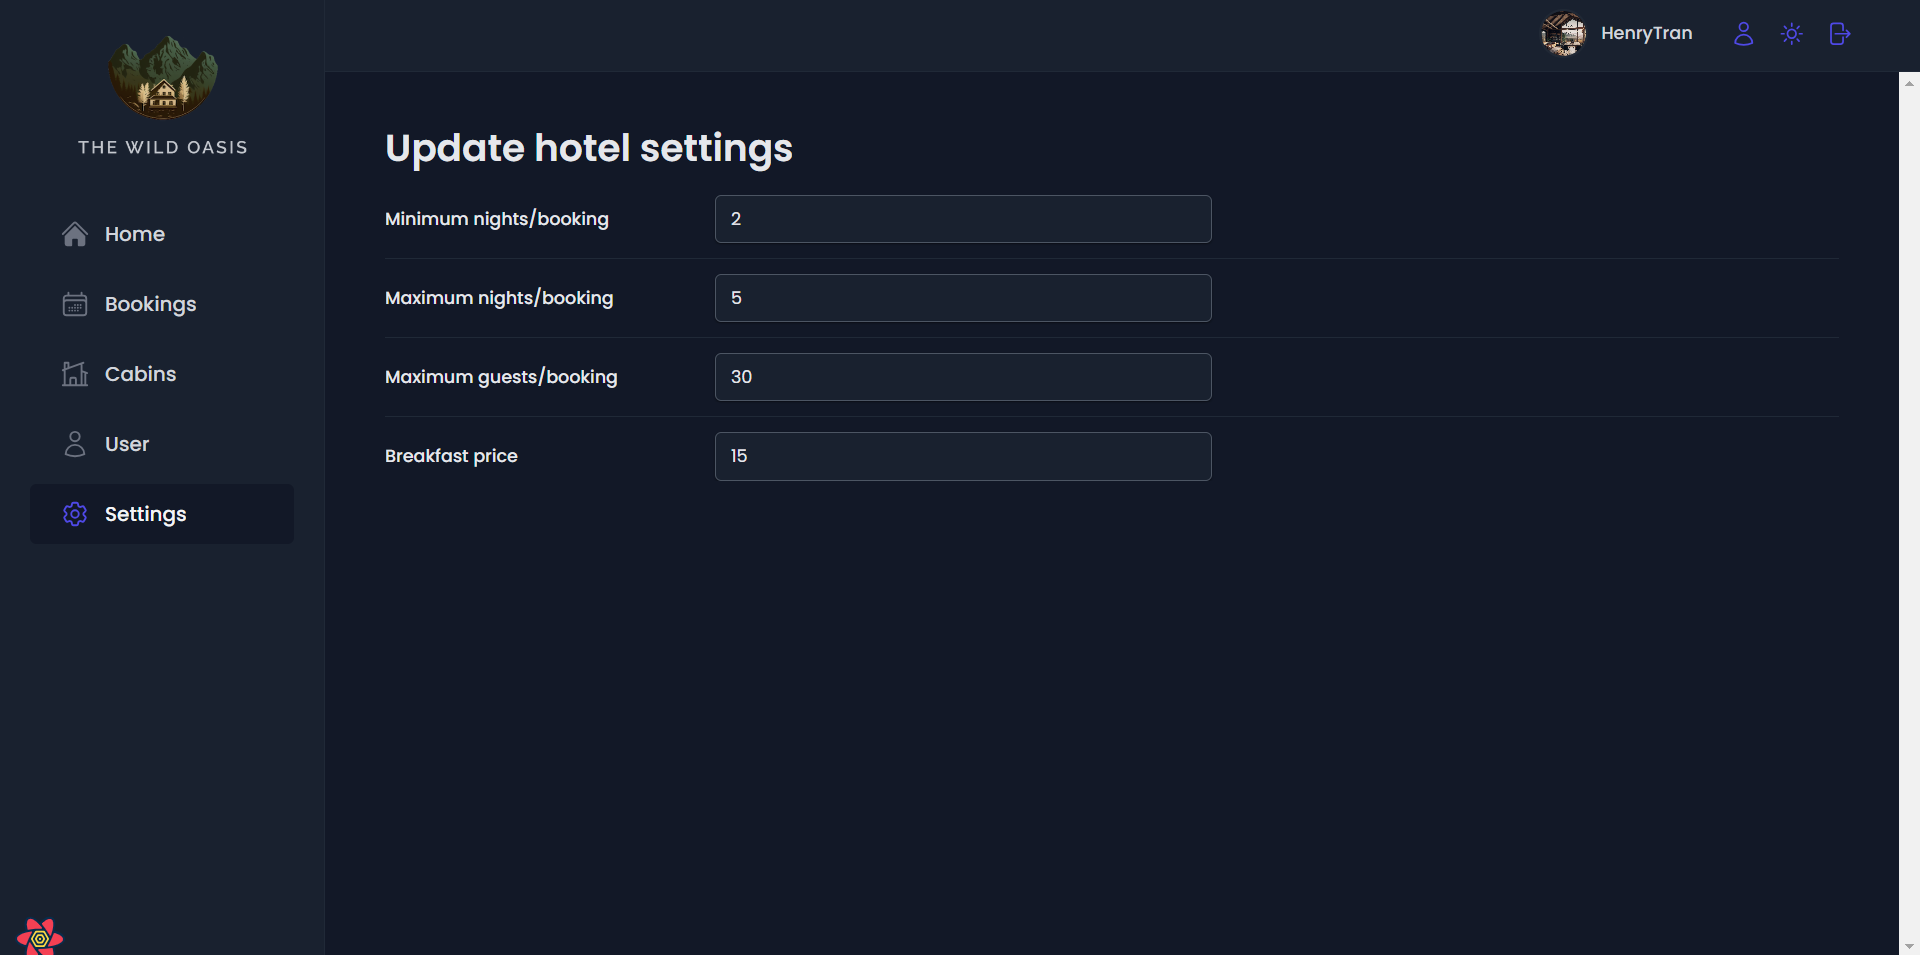 THE WILD OASIS
Home
Bookings
Cabins
User
Settings
HenryTran
Update hotel settings
Minimum nights/booking
2
Maximum nights/booking
5
Maximum guests/booking
30
Breakfast price
15